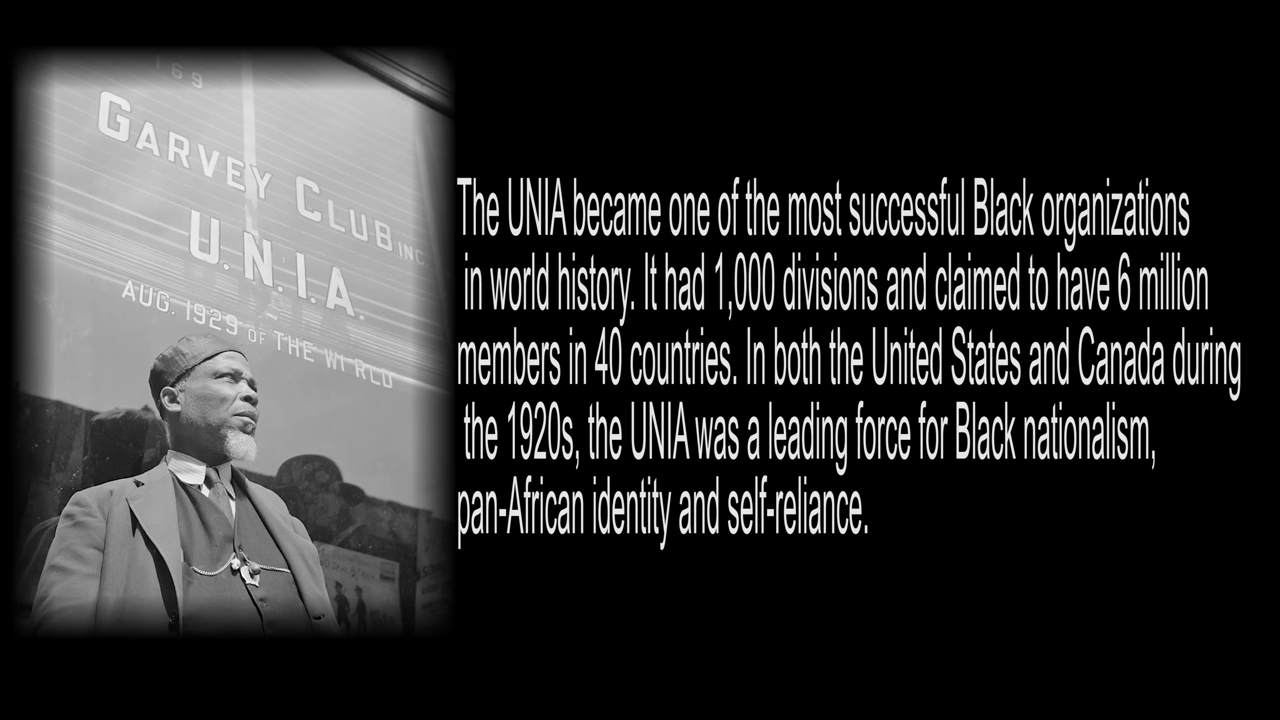 169
GARVEY CLUB INC.
U.N.I.A.
AUG. 1929 OF THE WORLD
The UNIA became one of the most successful Black organizations
in world history. It had 1,000 divisions and claimed to have 6 million
members in 40 countries. In both the United States and Canada during
the 1920s, the UNIA was a leading force for Black nationalism,
pan-African identity and self-reliance.